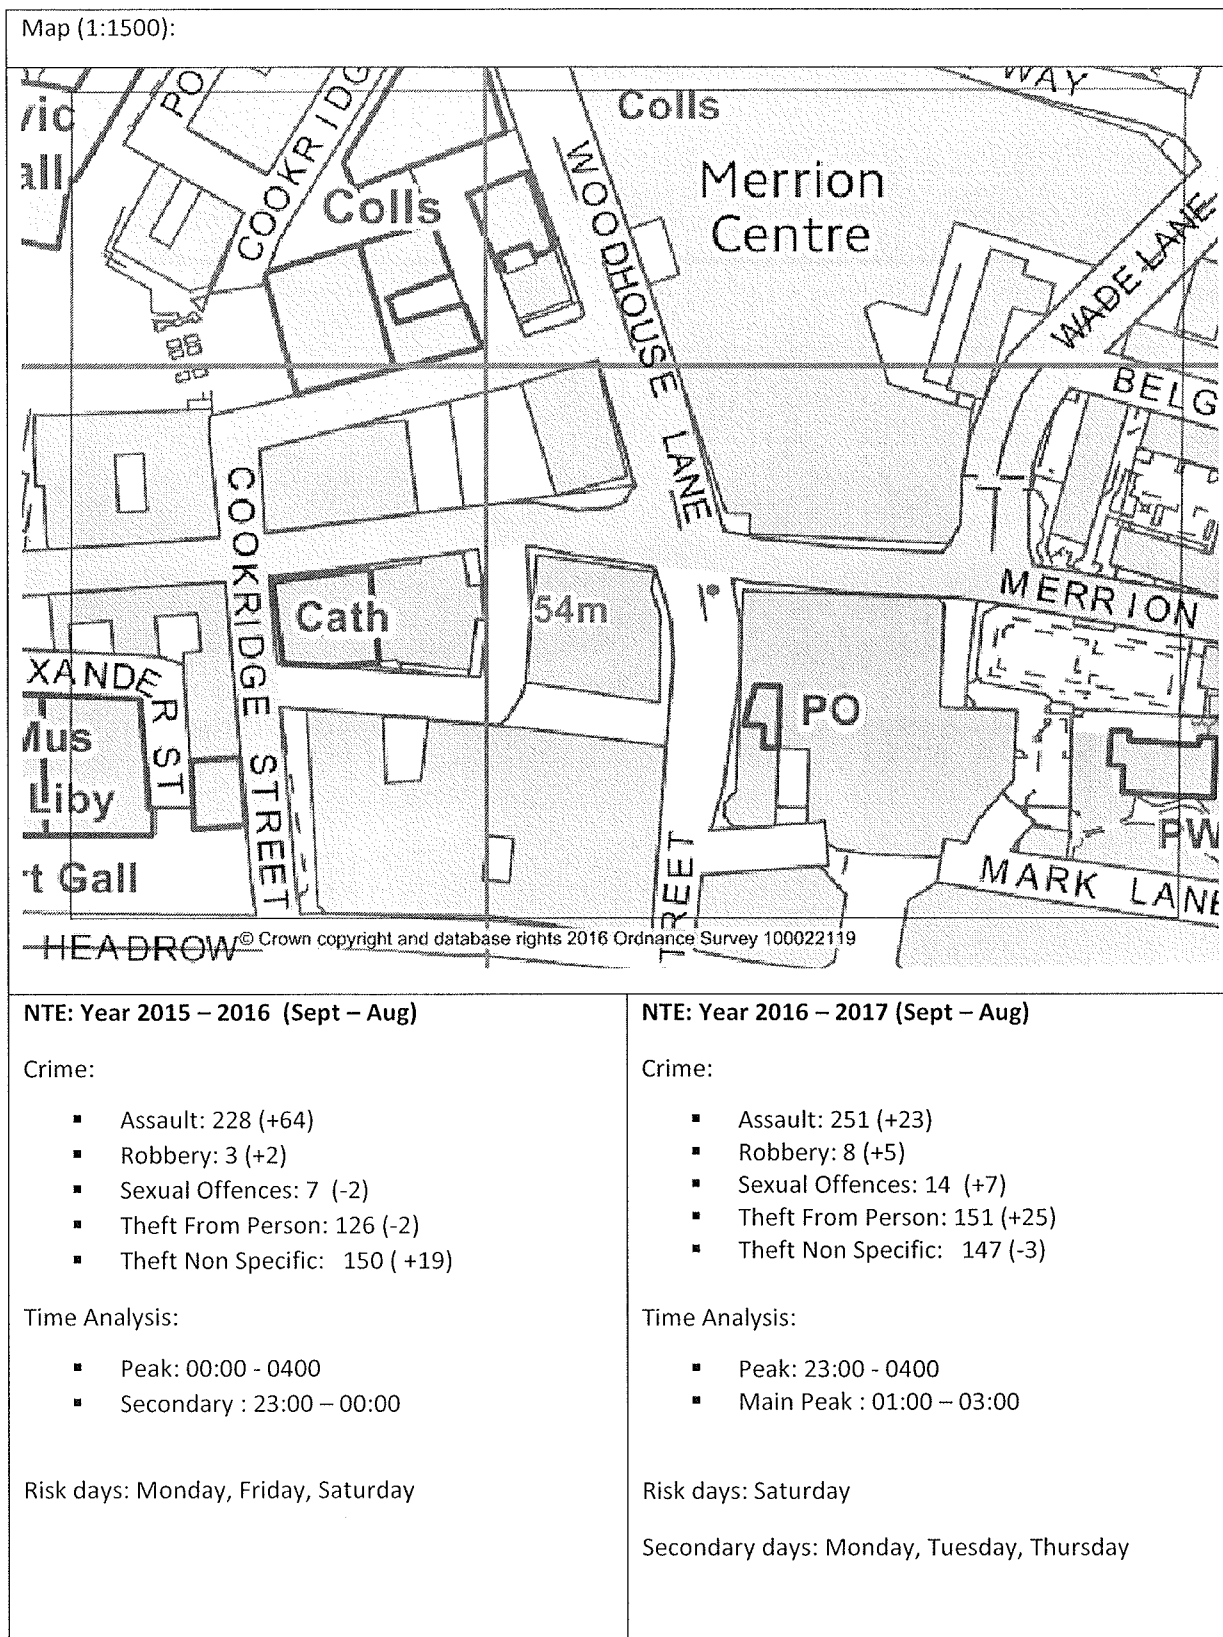 Map (1:1500):
WAY
PO
COOKRIDG
vic
all
Colls
Colls
WOODHOUSE LANE
Merrion
Centre
WADE LANE
BELG
COOKRIDGE STREET
MERRION
Cath
54m
XANDER ST
PO
Mus
Liby
PW
t Gall
MARK LANE
TREET
HEADROW
© Crown copyright and database rights 2016 Ordnance Survey 100022119
NTE: Year 2015 – 2016 (Sept – Aug)
Crime:
▪ Assault: 228 (+64)
▪ Robbery: 3 (+2)
▪ Sexual Offences: 7 (-2)
▪ Theft From Person: 126 (-2)
▪ Theft Non Specific: 150 ( +19)
Time Analysis:
▪ Peak: 00:00 - 0400
▪ Secondary : 23:00 – 00:00
Risk days: Monday, Friday, Saturday
NTE: Year 2016 – 2017 (Sept – Aug)
Crime:
▪ Assault: 251 (+23)
▪ Robbery: 8 (+5)
▪ Sexual Offences: 14 (+7)
▪ Theft From Person: 151 (+25)
▪ Theft Non Specific: 147 (-3)
Time Analysis:
▪ Peak: 23:00 - 0400
▪ Main Peak : 01:00 – 03:00
Risk days: Saturday
Secondary days: Monday, Tuesday, Thursday